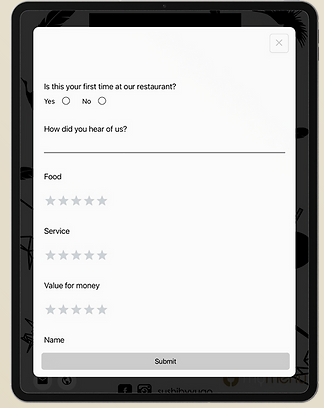 Is this your first time at our restaurant?
Yes No
How did you hear of us?
Food
Service
Value for money
Name
Submit